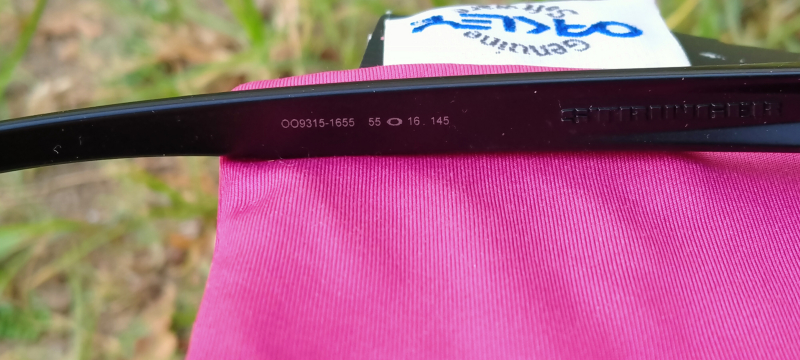 OAKLEY
Genuine
Software
OO9315-1655 55 16 . 145